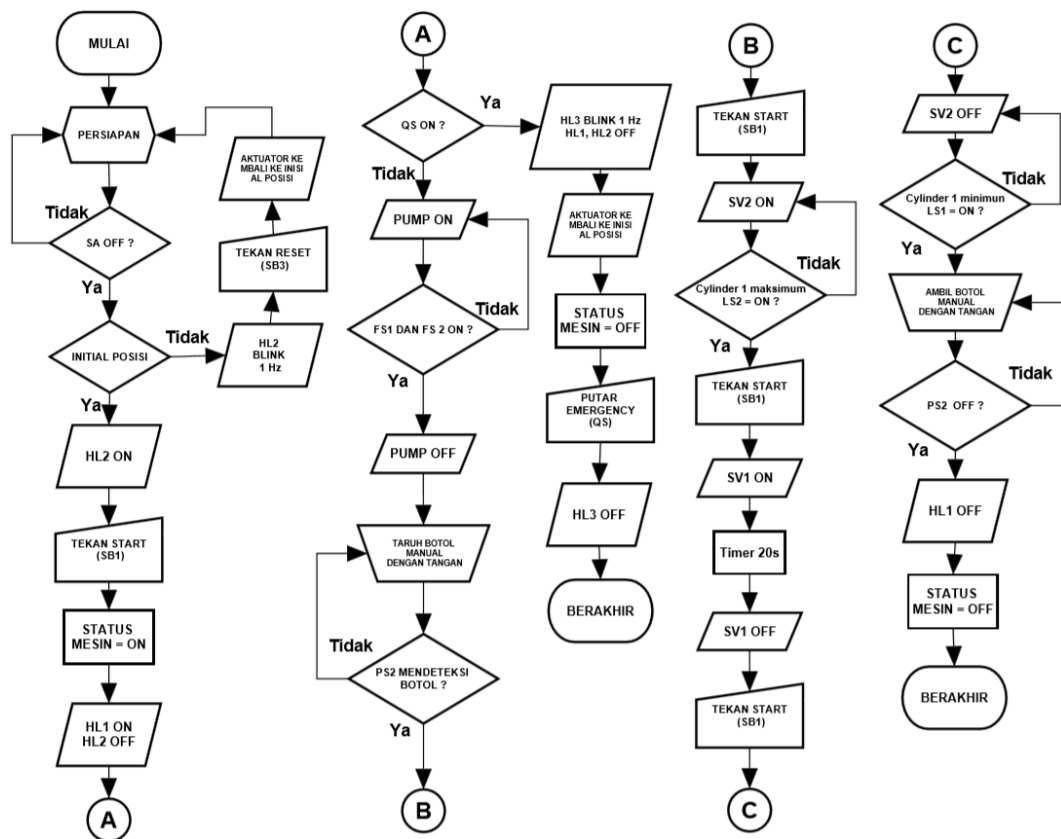 MULAI
PERSIAPAN
Tidak
SA OFF ?
Ya
INITIAL POSISI
Tidak
HL2
BLINK
1 Hz
TEKAN RESET
(SB3)
AKTUATOR KE
MBALI KE INISI
AL POSISI
Ya
HL2 ON
TEKAN START
(SB1)
STATUS
MESIN = ON
HL1 ON
HL2 OFF
A
A
QS ON ?
Ya
HL3 BLINK 1 Hz
HL1, HL2 OFF
AKTUATOR KE
MBALI KE INISI
AL POSISI
STATUS
MESIN = OFF
PUTAR
EMERGENCY
(QS)
HL3 OFF
BERAKHIR
Tidak
PUMP ON
FS1 DAN FS 2 ON ?
Tidak
Ya
PUMP OFF
TARUH BOTOL
MANUAL
DENGAN TANGAN
Tidak
PS2 MENDETEKSI
BOTOL ?
Ya
B
B
TEKAN START
(SB1)
SV2 ON
Tidak
Cylinder 1 maksimum
LS2 = ON ?
Ya
TEKAN START
(SB1)
SV1 ON
Timer 20s
SV1 OFF
TEKAN START
(SB1)
C
C
SV2 OFF
Cylinder 1 minimun
LS1 = ON ?
Tidak
Ya
AMBIL BOTOL
MANUAL
DENGAN TANGAN
Tidak
PS2 OFF ?
Ya
HL1 OFF
STATUS
MESIN = OFF
BERAKHIR